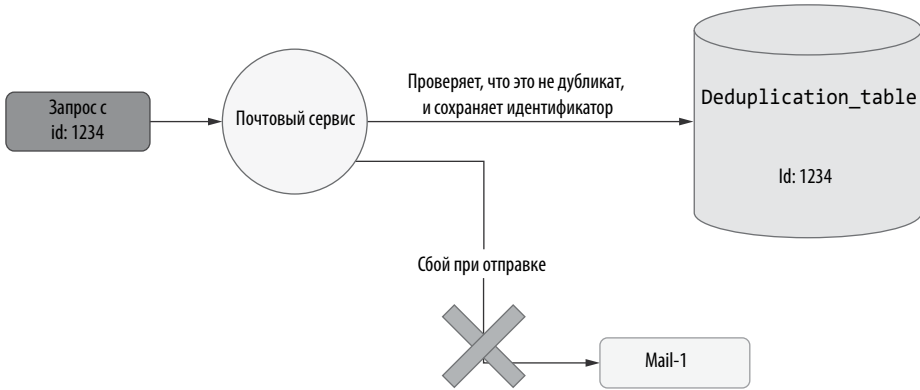 Запрос с
id: 1234
Почтовый сервис
Проверяет, что это не дубликат,
и сохраняет идентификатор
Deduplication_table
Id: 1234
Сбой при отправке
Mail-1